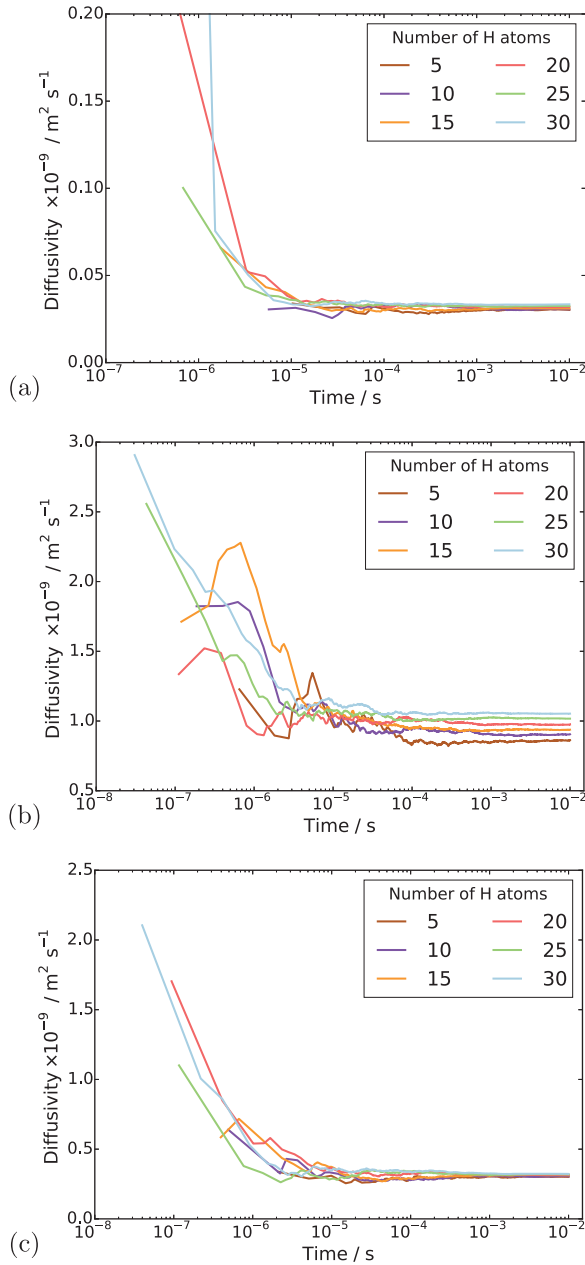 0.20
0.15
0.10
0.05
0.00
Diffusivity ×10⁻⁹ / m² s⁻¹
Number of H atoms
5 20
10 25
15 30
10⁻⁷ 10⁻⁶ 10⁻⁵ 10⁻⁴ 10⁻³ 10⁻²
Time / s
(a)
3.0
2.5
2.0
1.5
1.0
0.5
Diffusivity ×10⁻⁹ / m² s⁻¹
Number of H atoms
5 20
10 25
15 30
10⁻⁸ 10⁻⁷ 10⁻⁶ 10⁻⁵ 10⁻⁴ 10⁻³ 10⁻²
Time / s
(b)
2.5
2.0
1.5
1.0
0.5
0.0
Diffusivity ×10⁻⁹ / m² s⁻¹
Number of H atoms
5 20
10 25
15 30
10⁻⁸ 10⁻⁷ 10⁻⁶ 10⁻⁵ 10⁻⁴ 10⁻³ 10⁻²
Time / s
(c)